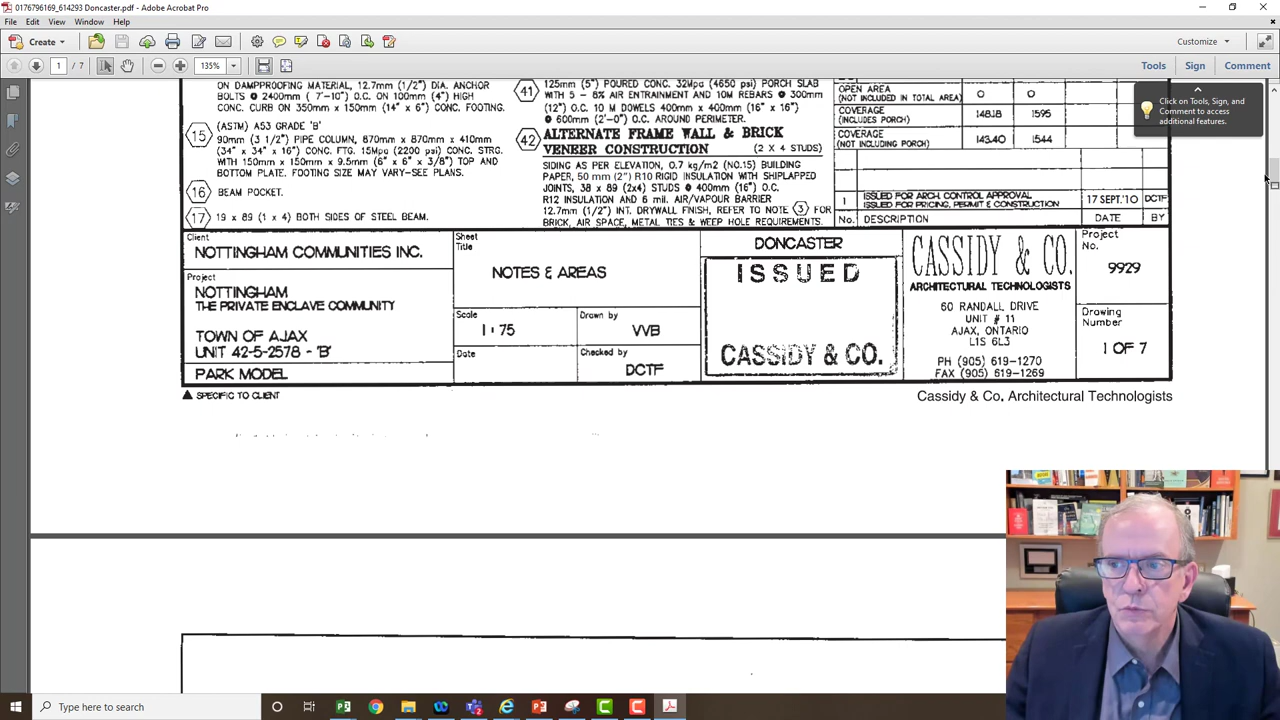 0176796169_614293 Doncaster.pdf - Adobe Acrobat Pro
File Edit View Window Help
Create
Customize
1 / 7
135%
Tools Sign Comment
Click on Tools, Sign, and
Comment to access
additional features.
ON DAMPPROOFING MATERIAL, 12.7mm (1/2") DIA. ANCHOR
BOLTS @ 2400mm ( 7'-10") O.C. ON 100mm (4") HIGH
CONC. CURB ON 350mm x 150mm (14" x 6") CONC. FOOTING.
15 (ASTM) A53 GRADE 'B'
90mm (3 1/2") PIPE COLUMN, 870mm x 870mm x 410mm
(34" x 34" x 16") CONC. FTG. 15Mpa (2200 psi) CONC. STRG.
WITH 150mm x 150mm x 9.5mm (6" x 6" x 3/8") TOP AND
BOTTOM PLATE. FOOTING SIZE MAY VARY-SEE PLANS.
16 BEAM POCKET.
17 19 x 89 (1 x 4) BOTH SIDES OF STEEL BEAM.
41 125mm (5") POURED CONC. 32Mpa (4650 psi) PORCH SLAB
WITH 5 - 8% AIR ENTRAINMENT AND 10M REBARS @ 300mm
(12") O.C. 10 M DOWELS 400mm x 400mm (16" x 16")
@ 600mm (2'-0") O.C. AROUND PERIMETER.
42 ALTERNATE FRAME WALL & BRICK
VENEER CONSTRUCTION (2 X 4 STUDS)
SIDING AS PER ELEVATION, 0.7 kg/m2 (NO.15) BUILDING
PAPER, 50 mm (2") R10 RIGID INSULATION WITH SHIPLAPPED
JOINTS, 38 x 89 (2x4) STUDS @ 400mm (16") O.C.
R12 INSULATION AND 6 mil. AIR/VAPOUR BARRIER
12.7mm (1/2") INT. DRYWALL FINISH, REFER TO NOTE 3 FOR
BRICK, AIR SPACE, METAL TIES & WEEP HOLE REQUIREMENTS.
OPEN AREA
(NOT INCLUDED IN TOTAL AREA) 0 0
COVERAGE
(INCLUDES PORCH) 148.18 1595
COVERAGE
(NOT INCLUDING PORCH) 143.40 1544
1 ISSUED FOR ARCH. CONTROL APPROVAL
ISSUED FOR PRICING, PERMIT & CONSTRUCTION 17 SEPT.'10 DCTF
No. DESCRIPTION DATE BY
Client
NOTTINGHAM COMMUNITIES INC.
Project
NOTTINGHAM
THE PRIVATE ENCLAVE COMMUNITY
TOWN OF AJAX
UNIT 42-5-2578 - 'B'
PARK MODEL
Sheet
Title
NOTES & AREAS
Scale
1 : 75
Drawn by
VVB
Date
Checked by
DCTF
DONCASTER
ISSUED
CASSIDY & CO.
CASSIDY & CO.
ARCHITECTURAL TECHNOLOGISTS
60 RANDALL DRIVE
UNIT # 11
AJAX, ONTARIO
L1S 6L3
PH (905) 619-1270
FAX (905) 619-1269
Project
No.
9929
Drawing
Number
1 OF 7
SPECIFIC TO CLIENT
Cassidy & Co. Architectural Technologists
Type here to search